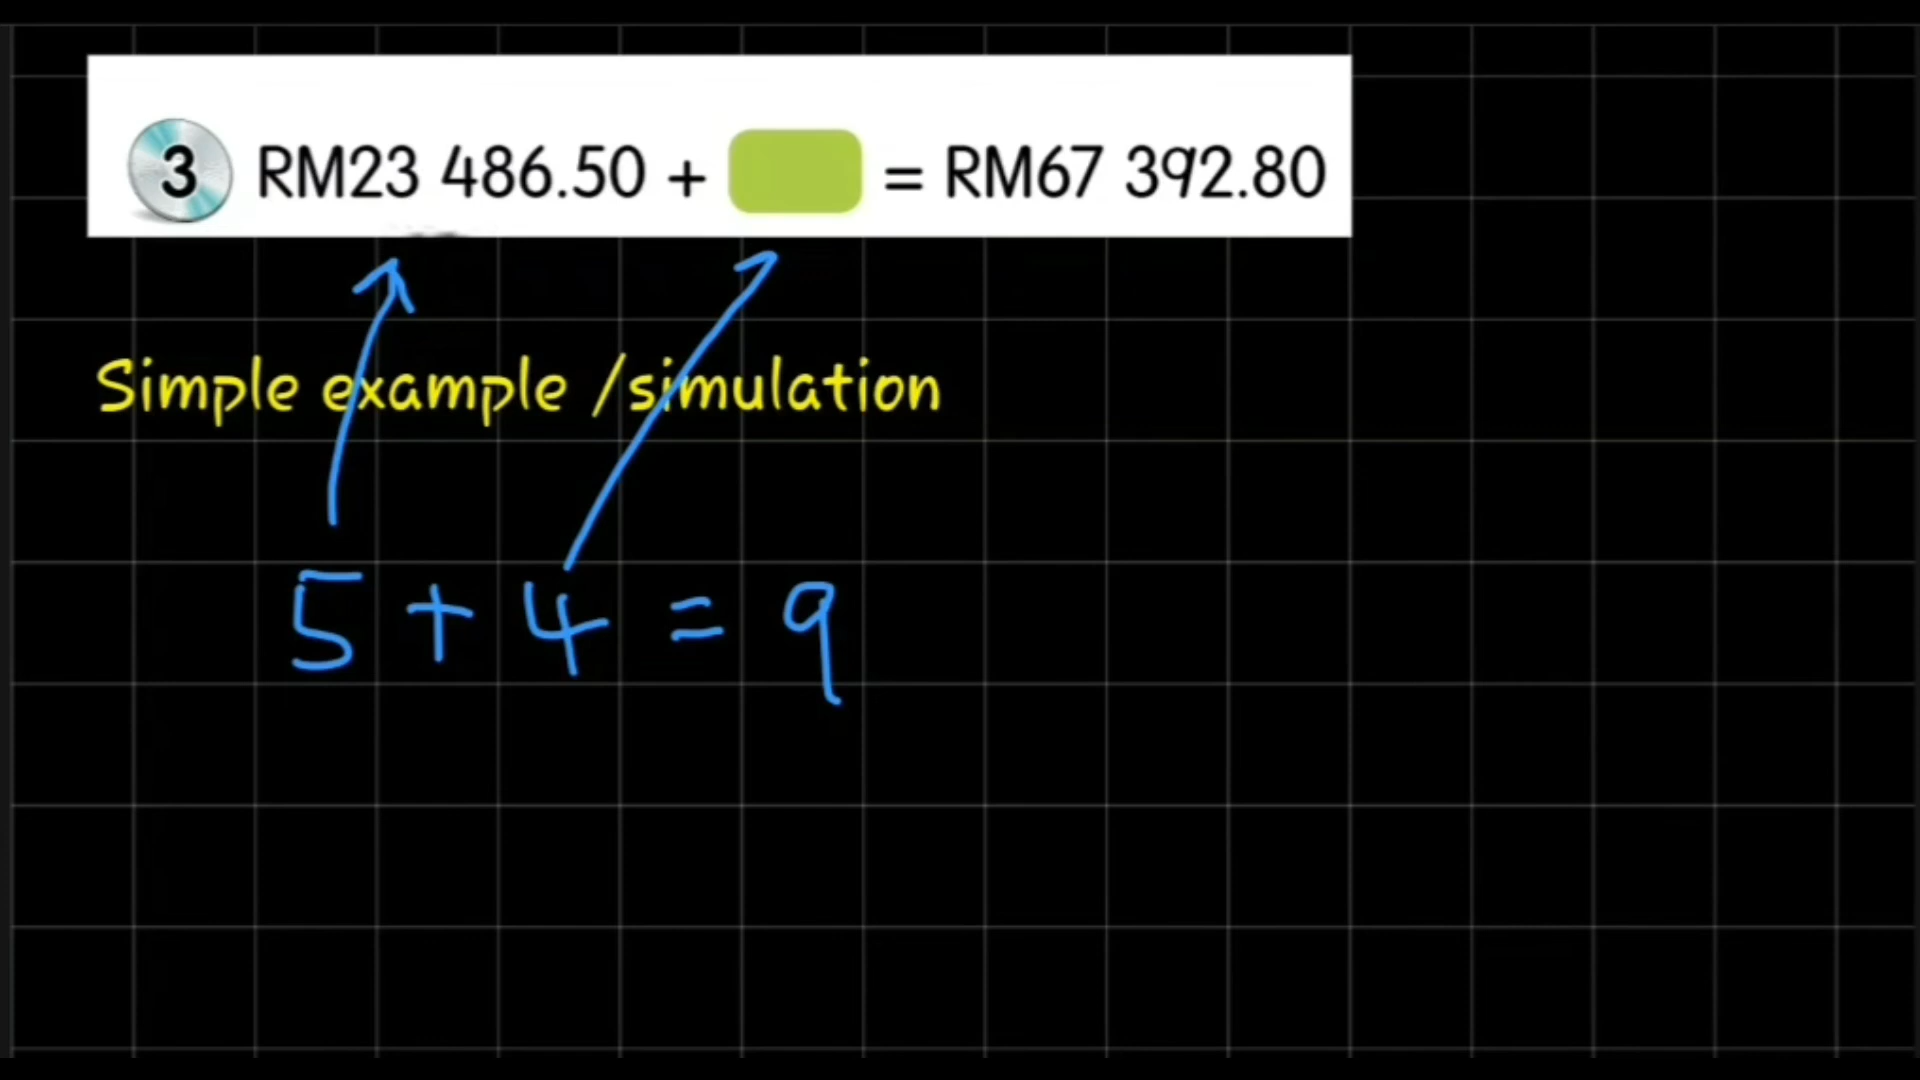 3 RM23 486.50 + = RM67 392.80
Simple example /simulation
5 + 4 = 9